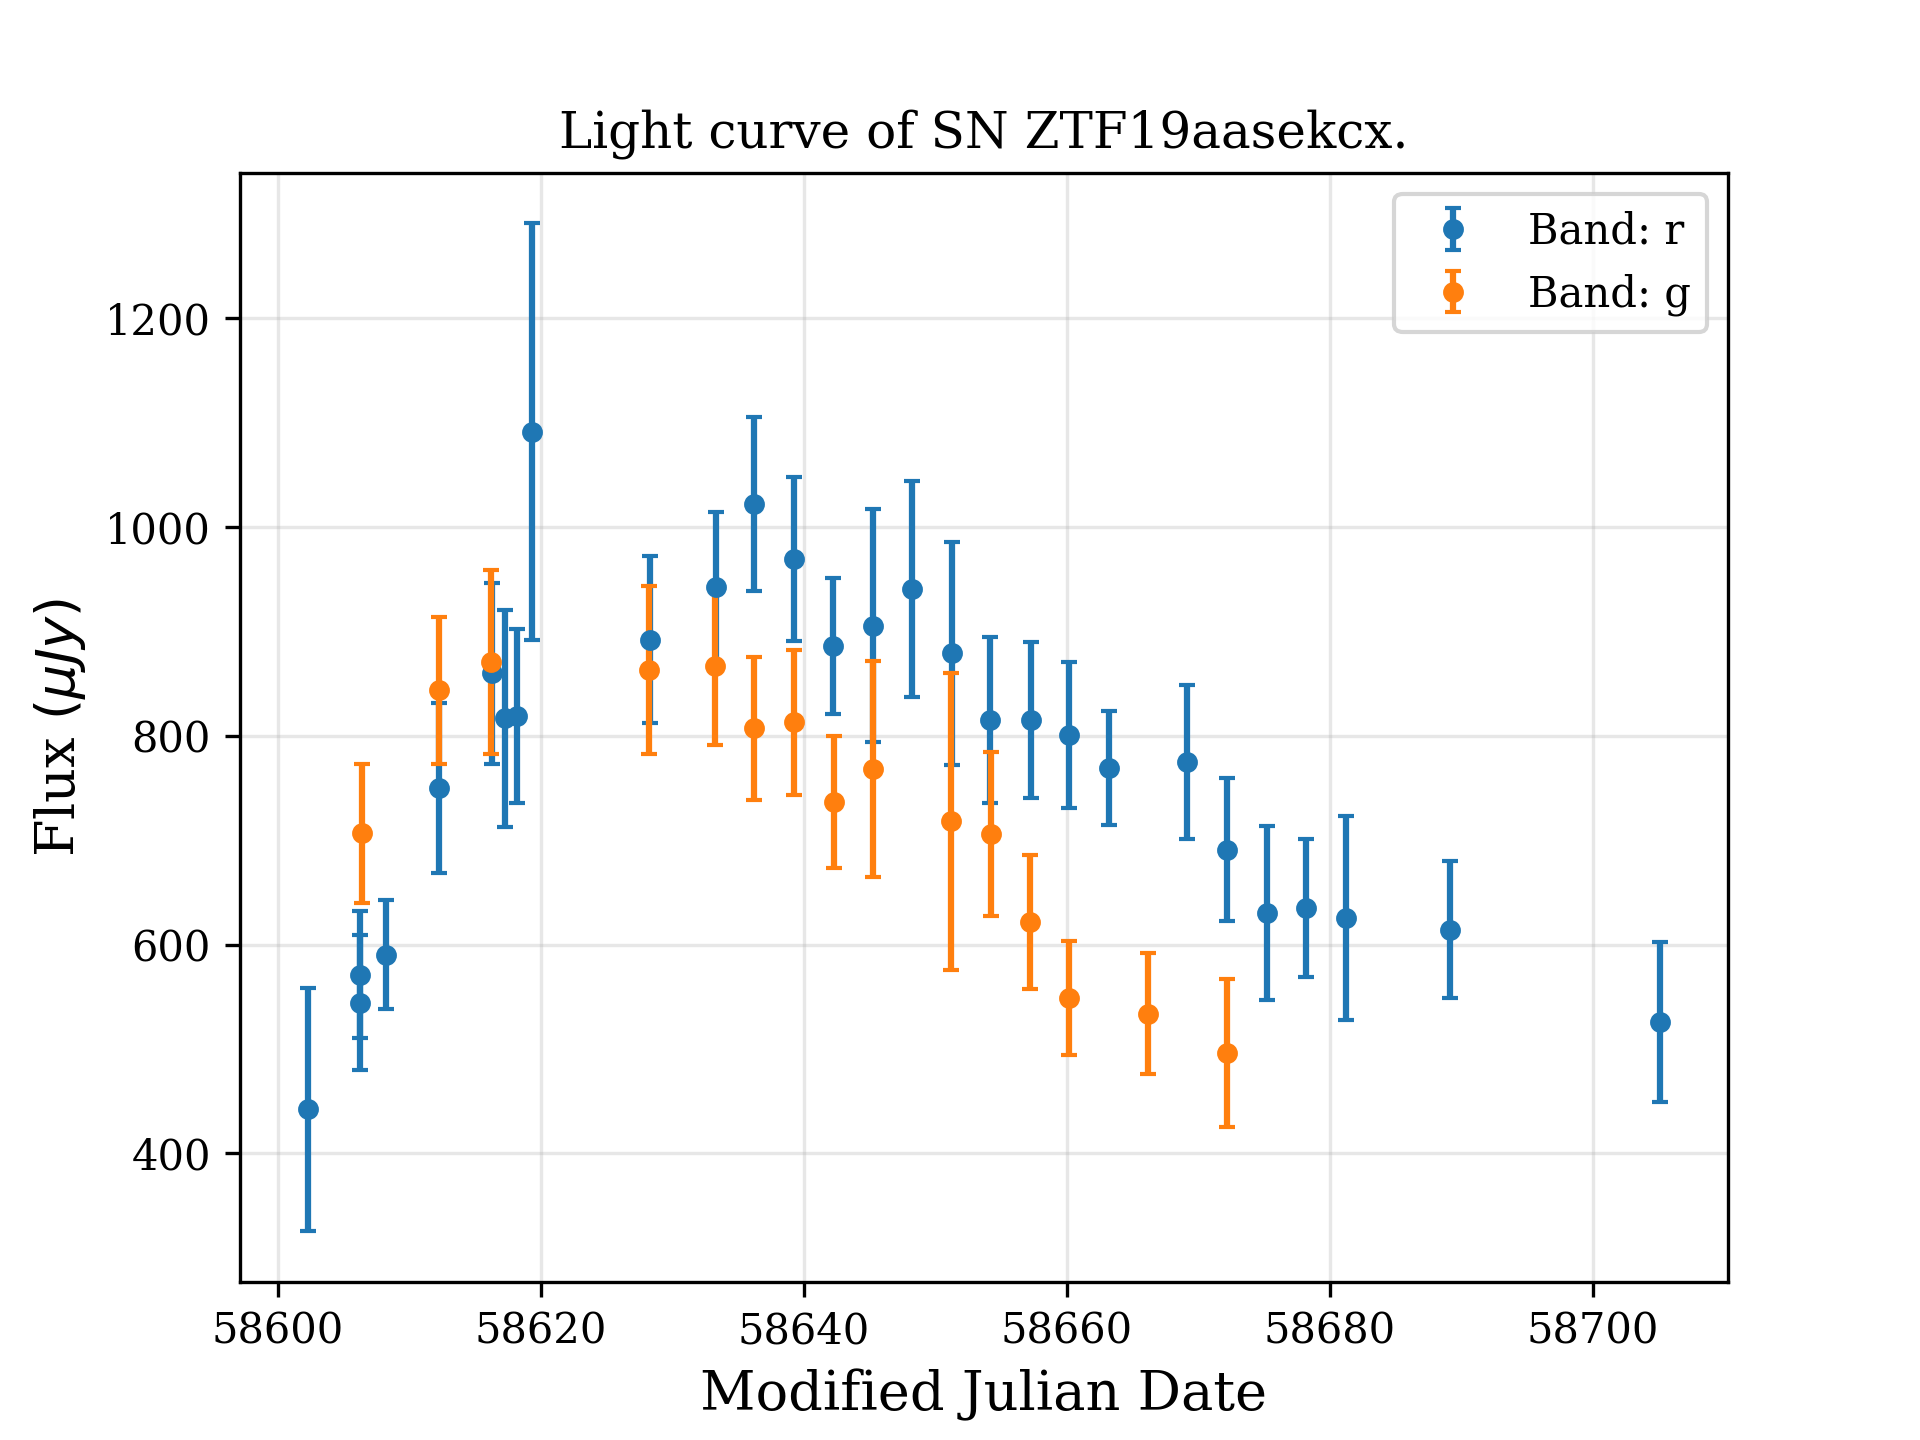 Light curve of SN ZTF19aasekcx.
Band: r
Band: g
1200
1000
800
600
400
Flux (μJy)
58600 58620 58640 58660 58680 58700
Modified Julian Date